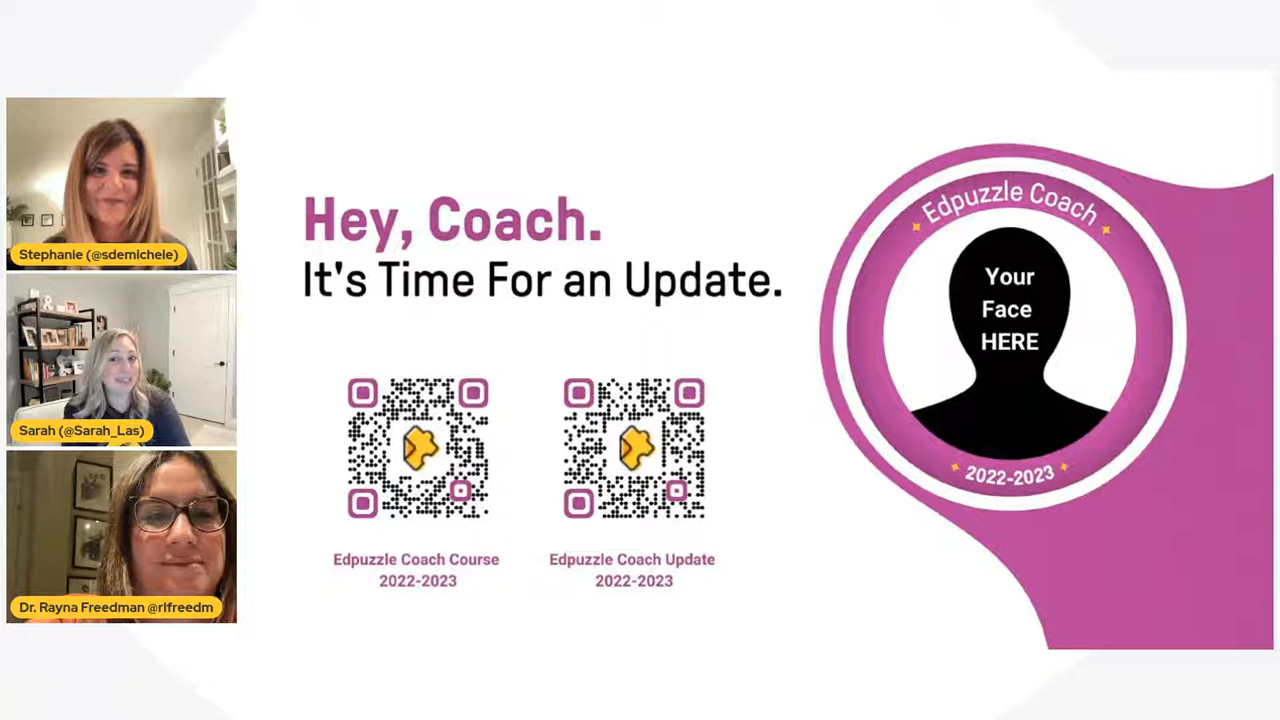 Stephanie (@sdemichele)
Sarah (@Sarah_Las)
Dr. Rayna Freedman @rlfreedm
Hey, Coach.
It's Time For an Update.
Edpuzzle Coach Course
2022-2023
Edpuzzle Coach Update
2022-2023
Edpuzzle Coach
Your
Face
HERE
2022-2023